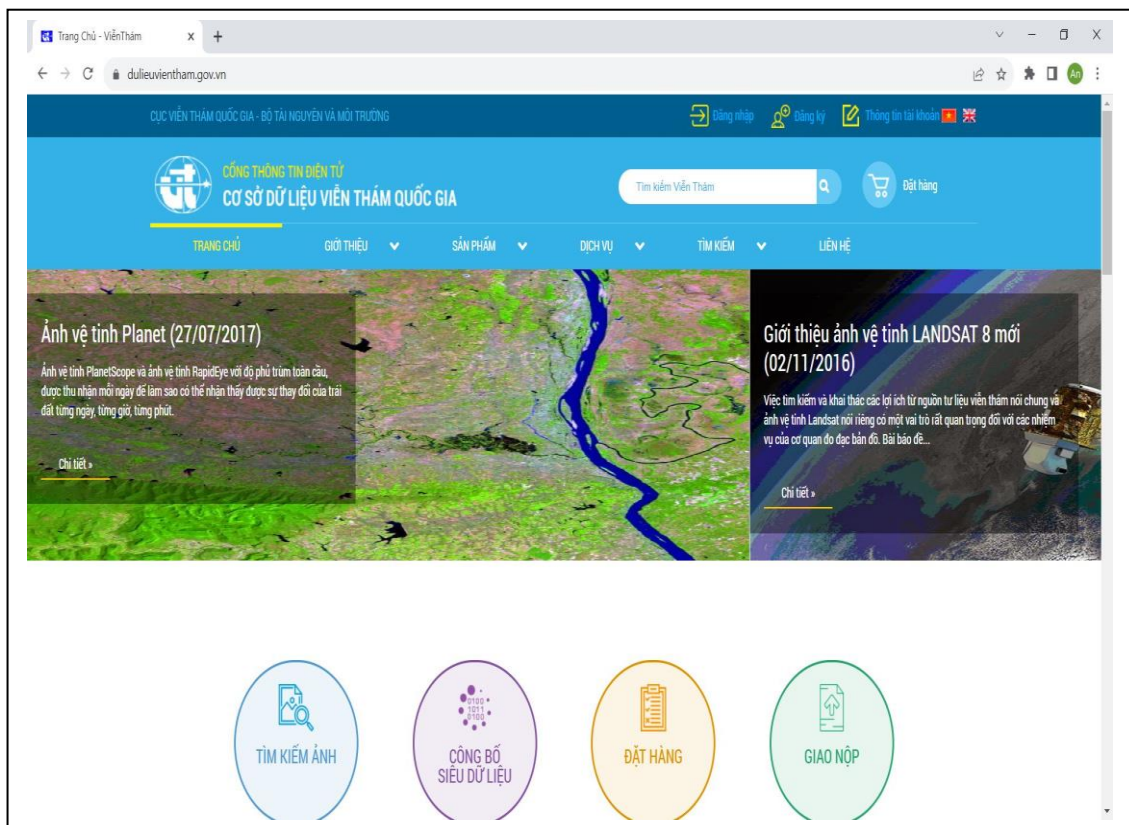 Trang Chủ - ViễnThám
dulieuvientham.gov.vn
An
CỤC VIỄN THÁM QUỐC GIA - BỘ TÀI NGUYÊN VÀ MÔI TRƯỜNG
Đăng nhập
Đăng ký
Thông tin tài khoản
CỔNG THÔNG TIN ĐIỆN TỬ
CƠ SỞ DỮ LIỆU VIỄN THÁM QUỐC GIA
Tìm kiếm Viễn Thám
Đặt hàng
TRANG CHỦ
GIỚI THIỆU
SẢN PHẨM
DỊCH VỤ
TÌM KIẾM
LIÊN HỆ
Ảnh vệ tinh Planet (27/07/2017)
Ảnh vệ tinh PlanetScope và ảnh vệ tinh RapidEye với độ phủ trùm toàn cầu,
được thu nhận mỗi ngày để làm sao có thể nhận thấy được sự thay đổi của trái
đất từng ngày, từng giờ, từng phút.
Chi tiết »
Giới thiệu ảnh vệ tinh LANDSAT 8 mới
(02/11/2016)
Việc tìm kiếm và khai thác các lợi ích từ nguồn tư liệu viễn thám nói chung và
ảnh vệ tinh Landsat nói riêng có một vai trò rất quan trọng đối với các nhiệm
vụ của cơ quan đo đạc bản đồ. Bài báo đề...
Chi tiết »
TÌM KIẾM ẢNH
0100
1011
0100
CÔNG BỐ
SIÊU DỮ LIỆU
ĐẶT HÀNG
GIAO NỘP